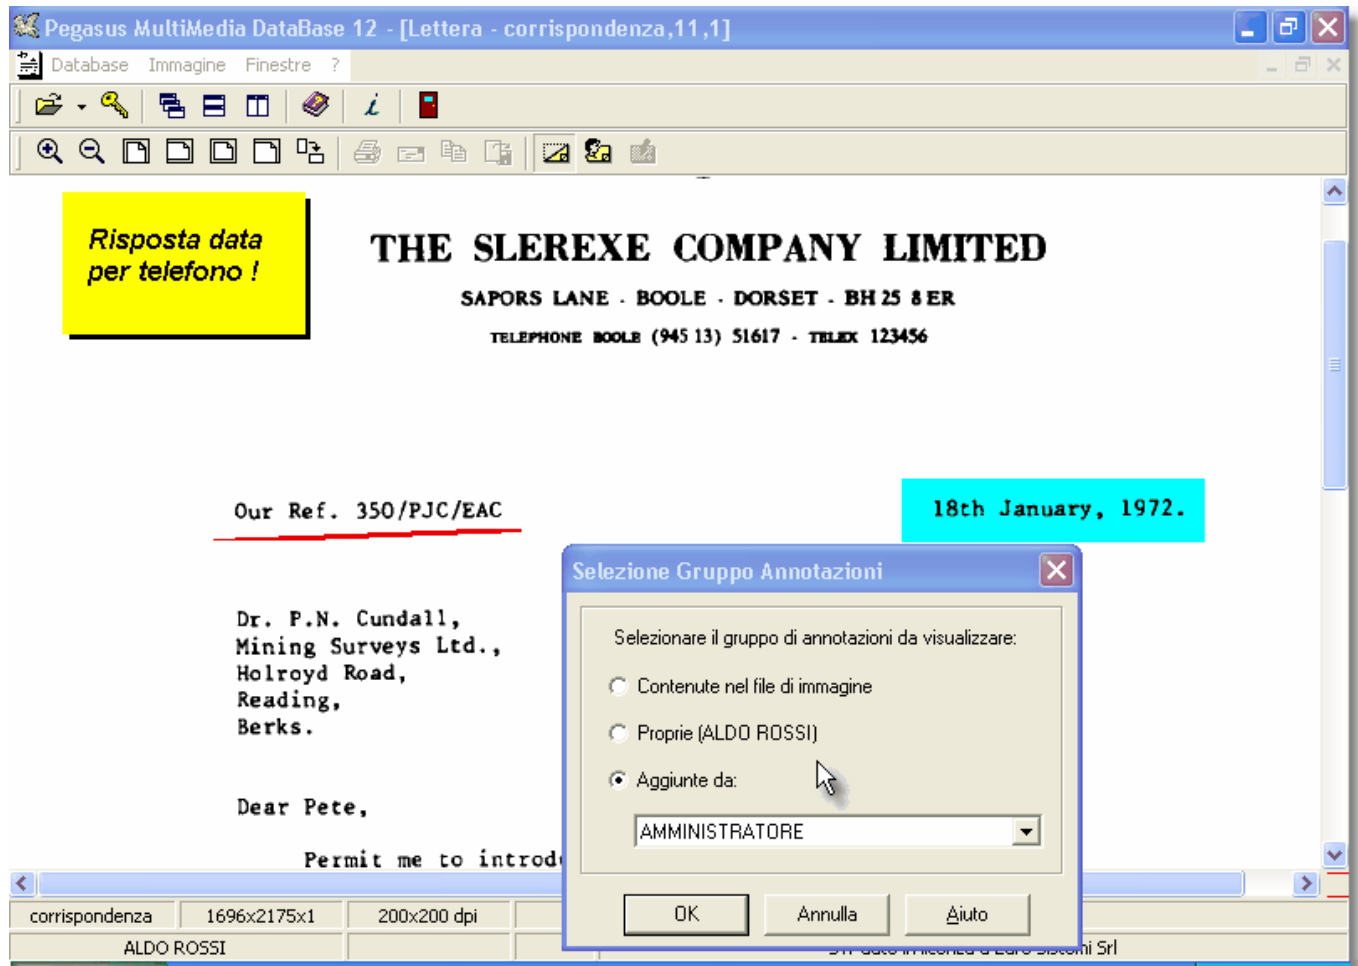 Pegasus MultiMedia DataBase 12 - [Lettera - corrispondenza,11,1]
Database Immagine Finestre ?
Risposta data
per telefono !
THE SLEREXE COMPANY LIMITED
SAPORS LANE - BOOLE - DORSET - BH 25 8 ER
TELEPHONE BOOLE (945 13) 51617 - TELEX 123456
Our Ref. 350/PJC/EAC
18th January, 1972.
Dr. P.N. Cundall,
Mining Surveys Ltd.,
Holroyd Road,
Reading,
Berks.
Dear Pete,
Permit me to introd
Selezione Gruppo Annotazioni
Selezionare il gruppo di annotazioni da visualizzare:
Contenute nel file di immagine
Proprie (ALDO ROSSI)
Aggiunte da:
AMMINISTRATORE
OK Annulla Aiuto
corrispondenza 1696x2175x1 200x200 dpi
ALDO ROSSI